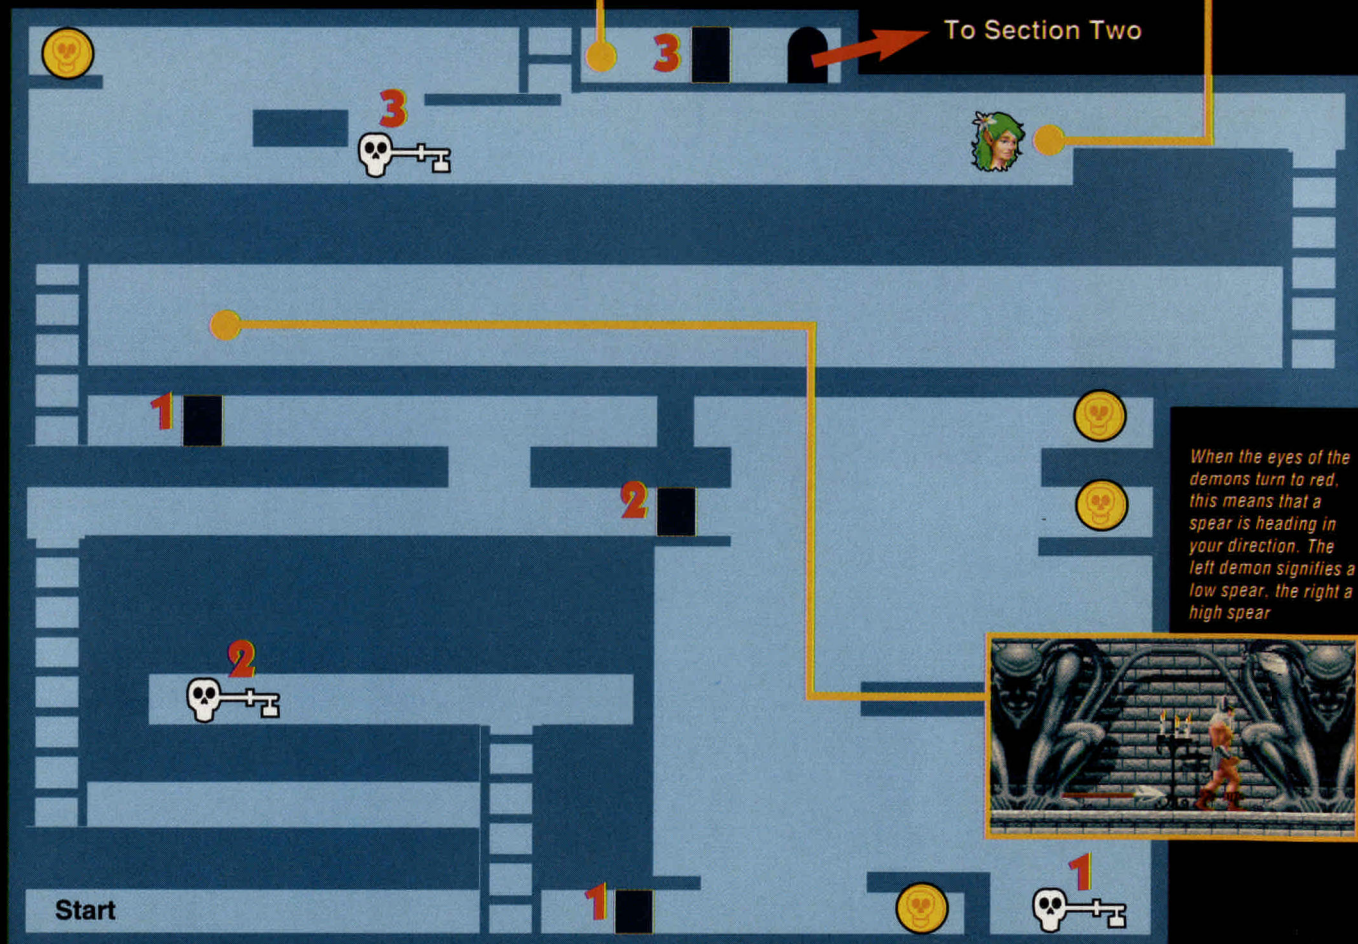 To Section Two
3
3
1
2
When the eyes of the
demons turn to red,
this means that a
spear is heading in
your direction. The
left demon signifies a
low spear, the right a
high spear
2
1
1
Start